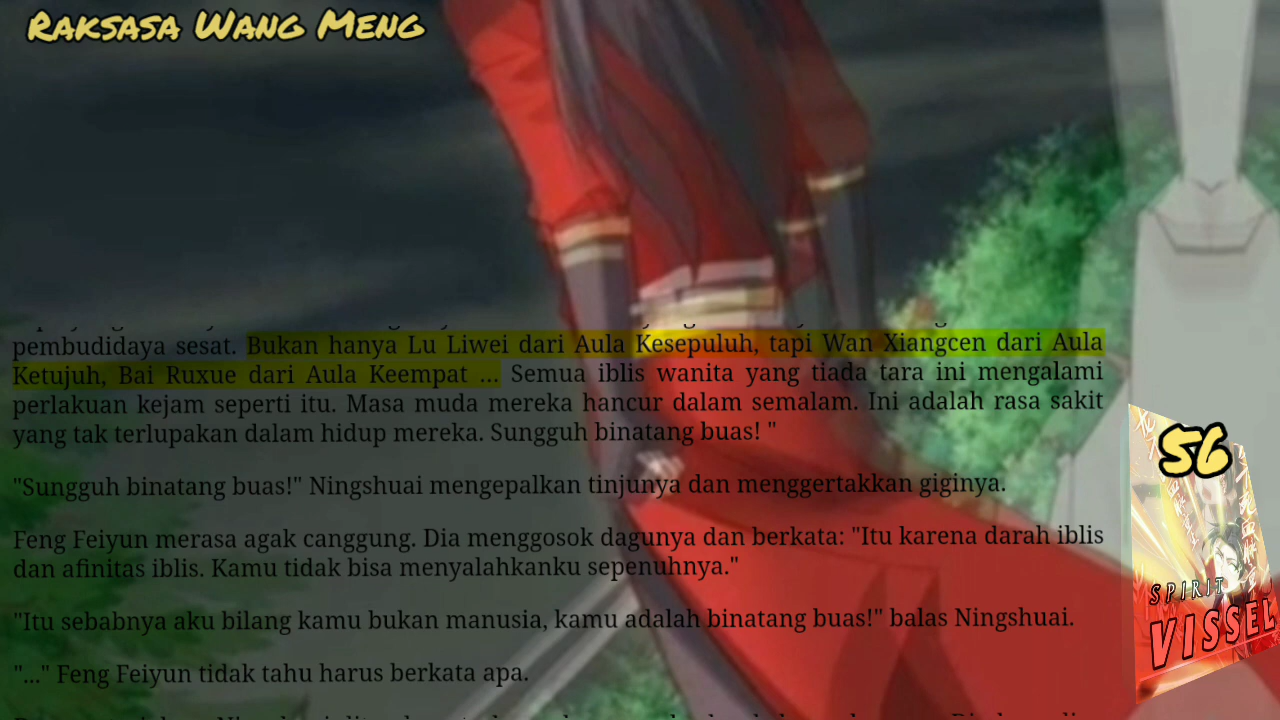 Raksasa Wang Meng
pembudidaya sesat. Bukan hanya Lu Liwei dari Aula Kesepuluh, tapi Wan Xiangcen dari Aula
Ketujuh, Bai Ruxue dari Aula Keempat ... Semua iblis wanita yang tiada tara ini mengalami
perlakuan kejam seperti itu. Masa muda mereka hancur dalam semalam. Ini adalah rasa sakit
yang tak terlupakan dalam hidup mereka. Sungguh binatang buas! "
"Sungguh binatang buas!" Ningshuai mengepalkan tinjunya dan menggertakkan giginya.
Feng Feiyun merasa agak canggung. Dia menggosok dagunya dan berkata: "Itu karena darah iblis
dan afinitas iblis. Kamu tidak bisa menyalahkanku sepenuhnya."
"Itu sebabnya aku bilang kamu bukan manusia, kamu adalah binatang buas!" balas Ningshuai.
"..." Feng Feiyun tidak tahu harus berkata apa.
56
SPIRIT
VISSEL